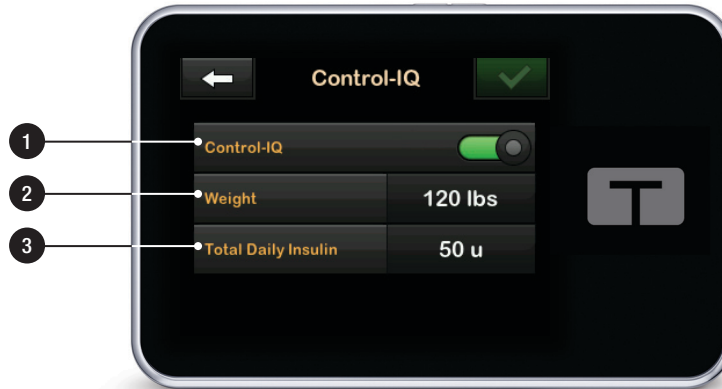 Control-IQ
1
Control-IQ
2
Weight 120 lbs
3
Total Daily Insulin 50 u
T